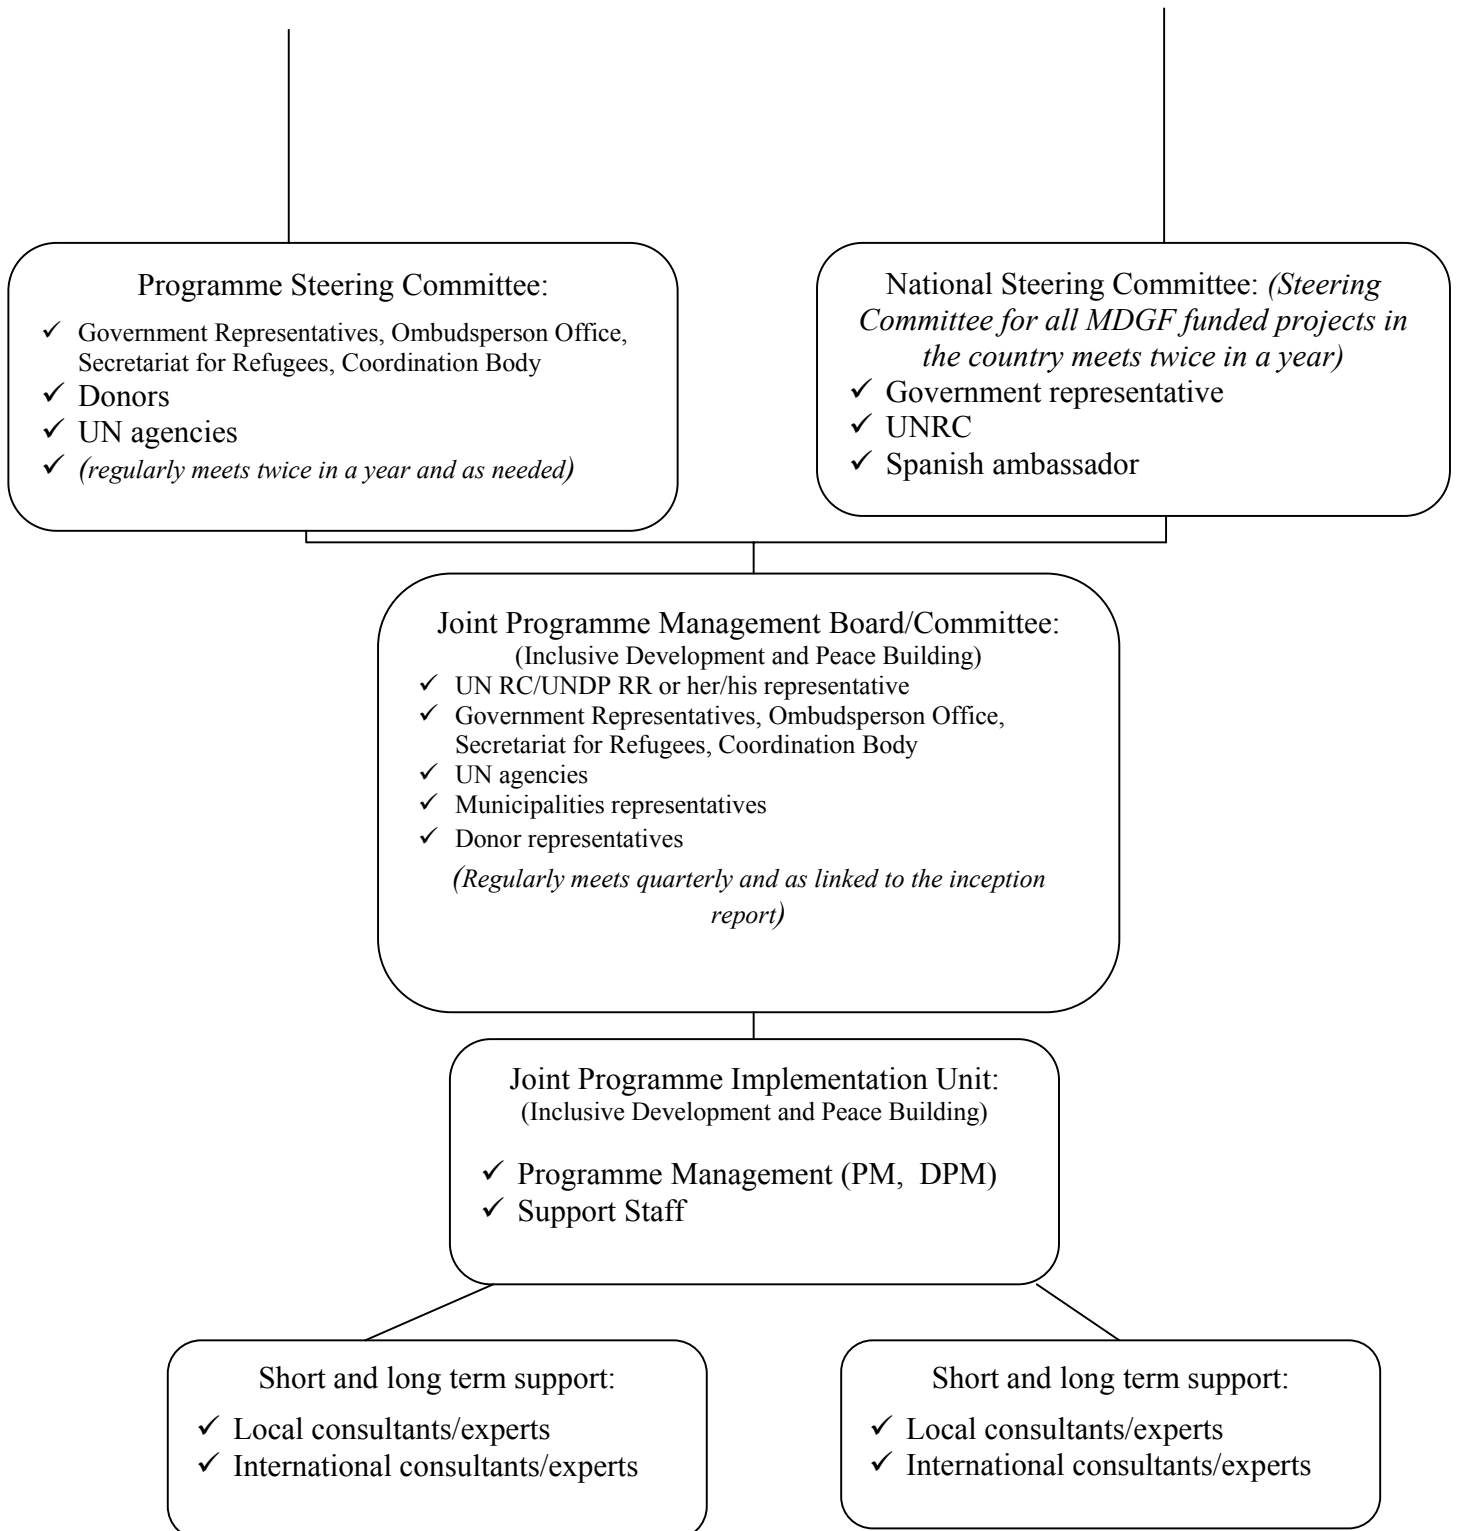 Programme Steering Committee:
✓ Government Representatives, Ombudsperson Office,
Secretariat for Refugees, Coordination Body
✓ Donors
✓ UN agencies
✓ (regularly meets twice in a year and as needed)
National Steering Committee: (Steering
Committee for all MDGF funded projects in
the country meets twice in a year)
✓ Government representative
✓ UNRC
✓ Spanish ambassador
Joint Programme Management Board/Committee:
(Inclusive Development and Peace Building)
✓ UN RC/UNDP RR or her/his representative
✓ Government Representatives, Ombudsperson Office,
Secretariat for Refugees, Coordination Body
✓ UN agencies
✓ Municipalities representatives
✓ Donor representatives
(Regularly meets quarterly and as linked to the inception
report)
Joint Programme Implementation Unit:
(Inclusive Development and Peace Building)
✓ Programme Management (PM, DPM)
✓ Support Staff
Short and long term support:
✓ Local consultants/experts
✓ International consultants/experts
Short and long term support:
✓ Local consultants/experts
✓ International consultants/experts